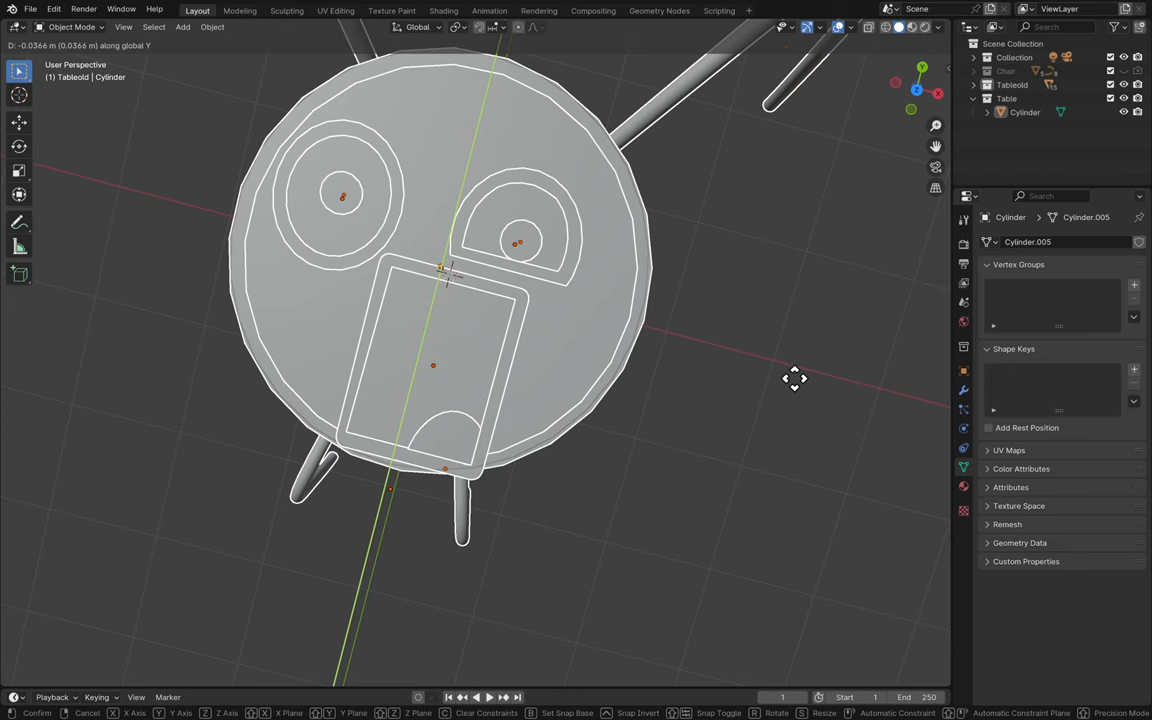 File Edit Render Window Help
Layout Modeling Sculpting UV Editing Texture Paint Shading Animation Rendering Compositing Geometry Nodes Scripting +
Scene
ViewLayer
Object Mode View Select Add Object
Global
Search
D: -0.0366 m (0.0366 m) along global Y
User Perspective
(1) Tableold | Cylinder
Y
X
Z
Scene Collection
Collection
Chair 5 8
Tableold 15
Table
Cylinder
Search
Cylinder > Cylinder.005
Cylinder.005
Vertex Groups
Shape Keys
Add Rest Position
UV Maps
Color Attributes
Attributes
Texture Space
Remesh
Geometry Data
Custom Properties
Playback Keying View Marker
1 Start 1 End 250
Confirm Cancel X X Axis Y Y Axis Z Z Axis X X Plane Y Y Plane Z Z Plane C Clear Constraints B Set Snap Base Snap Invert Snap Toggle R Rotate S Resize Automatic Constraint Automatic Constraint Plane Precision Mode